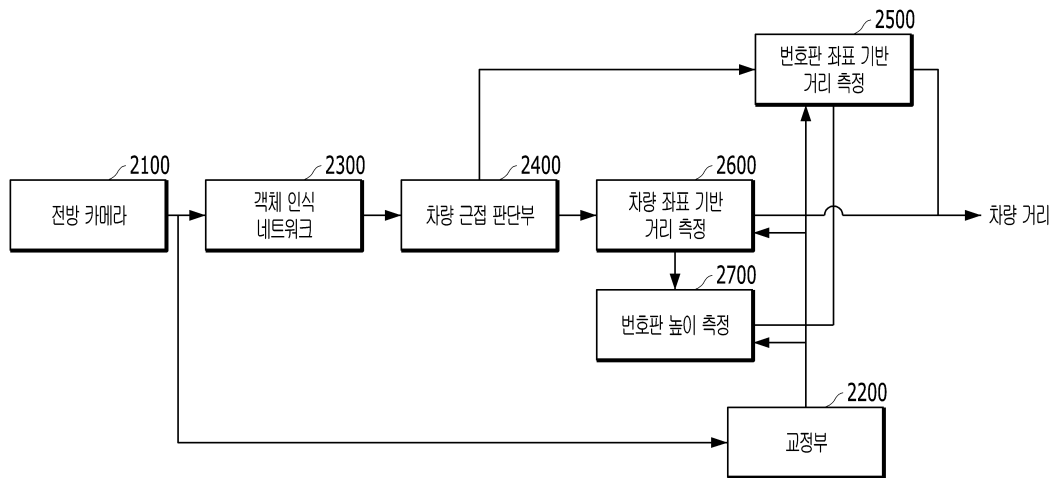 2500
번호판 좌표 기반
거리 측정
2100
전방 카메라
2300
객체 인식
네트워크
2400
차량 근접 판단부
2600
차량 좌표 기반
거리 측정
차량 거리
2700
번호판 높이 측정
2200
교정부